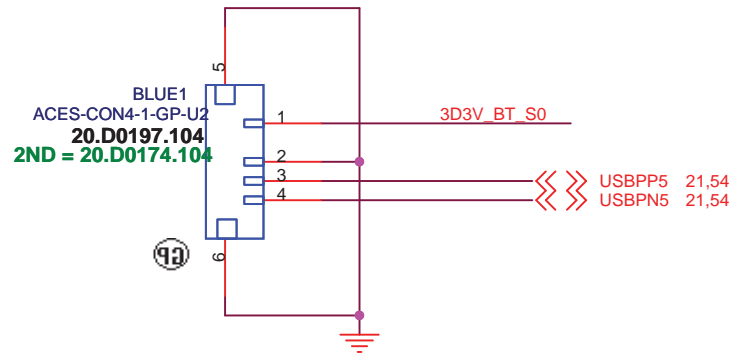 5
BLUE1
ACES-CON4-1-GP-U2
20.D0197.104
2ND = 20.D0174.104
1
3D3V_BT_S0
2
3
USBPP5 21,54
4
USBPN5 21,54
6
GP